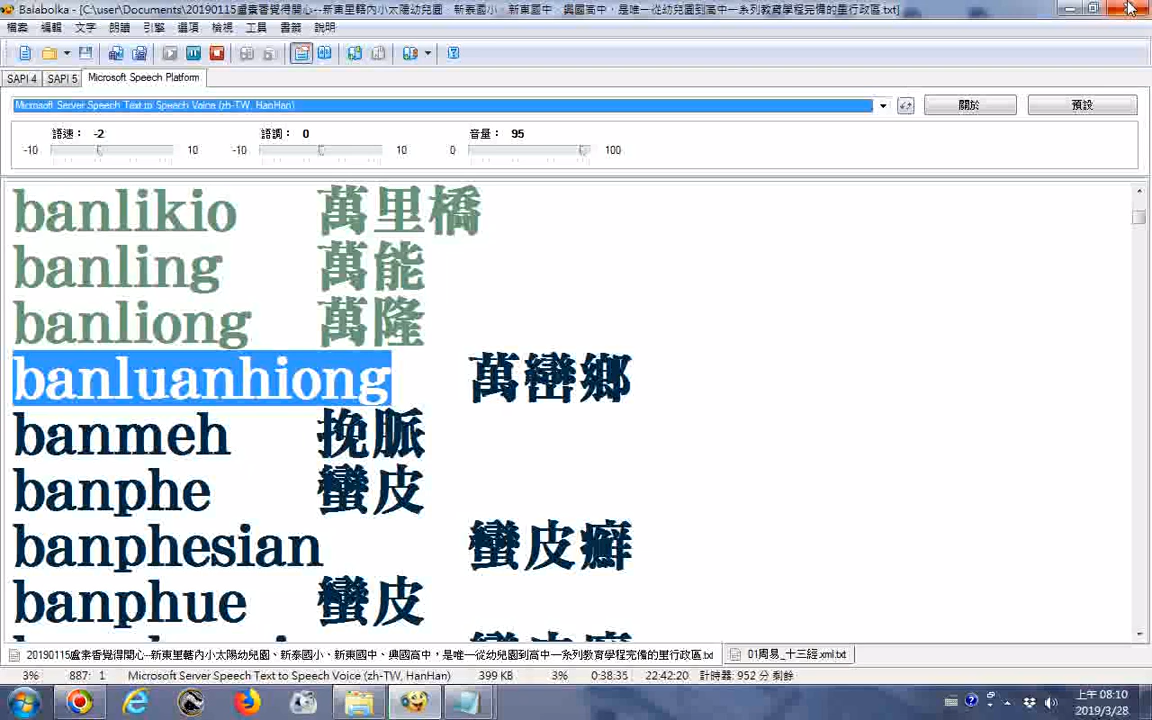 Balabolka - [C:\user\Documents\20190115盧素香覺得開心--新東里轄內小太陽幼兒園、新泰國小、新東國中、興國高中，是唯一從幼兒園到高中一系列教育學程完備的里行政區.txt]
檔案 編輯 文字 朗讀 引擎 選項 檢視 工具 書籤 說明
SAPI 4 SAPI 5 Microsoft Speech Platform
Microsoft Server Speech Text to Speech Voice (zh-TW, HanHan) 關於 預設
語速： -2 語調： 0 音量： 95
-10 10 -10 10 0 100
banlikio 萬里橋
banling 萬能
banliong 萬隆
banluanhiong 萬巒鄉
banmeh 挽脈
banphe 蠻皮
banphesian 蠻皮癬
banphue 蠻皮
20190115盧素香覺得開心--新東里轄內小太陽幼兒園、新泰國小、新東國中、興國高中，是唯一從幼兒園到高中一系列教育學程完備的里行政區.txt 01周易_十三經.xml.txt
3% 887: 1 Microsoft Server Speech Text to Speech Voice (zh-TW, HanHan) 399 KB 3% 0:38:35 22:42:20 計時器: 952 分 剩餘
上午 08:10
2019/3/28